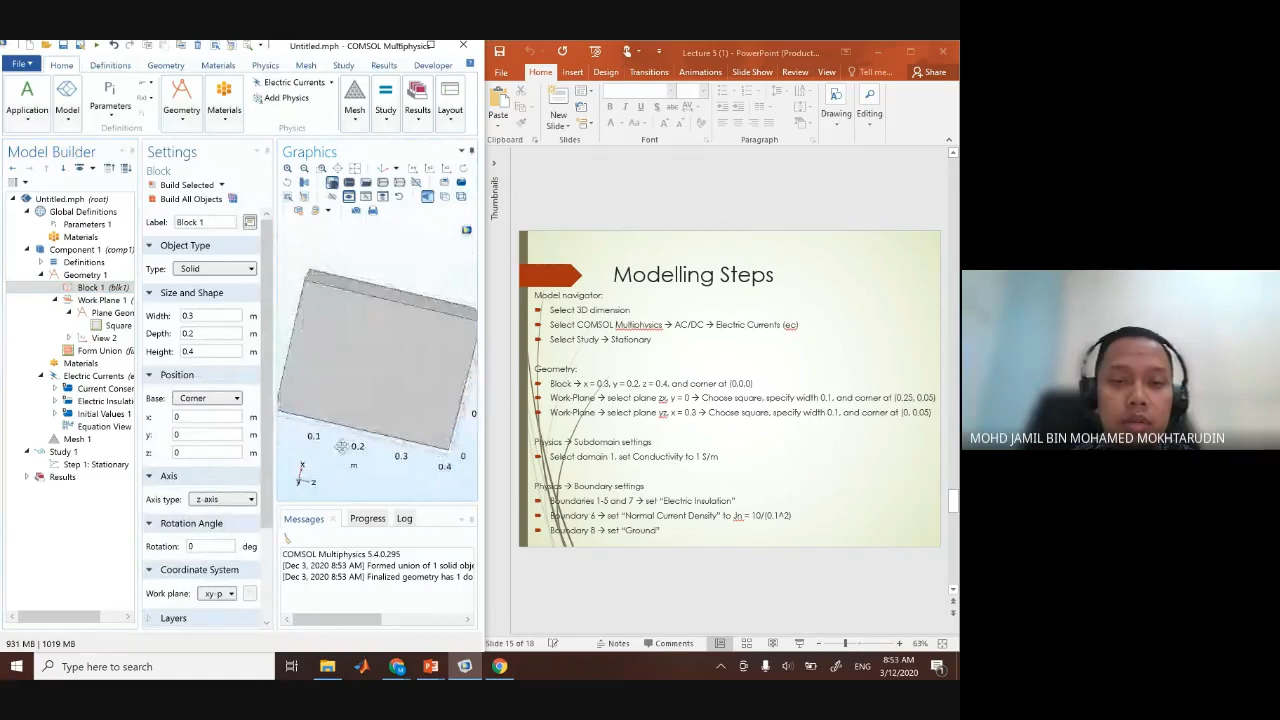 Untitled.mph - COMSOL Multiphysics
File
Home
Definitions
Geometry
Materials
Physics
Mesh
Study
Results
Developer
Application
Model
Parameters
Definitions
Geometry
Materials
Electric Currents
Add Physics
Physics
Mesh
Study
Results
Layout
Model Builder
Untitled.mph (root)
Global Definitions
Parameters 1
Materials
Component 1 (comp1)
Definitions
Geometry 1
Block 1 (blk1)
Work Plane 1
Plane Geon
Square
View 2
Form Union
Materials
Electric Currents
Current Conser
Electric Insulati
Initial Values 1
Equation View
Mesh 1
Study 1
Step 1: Stationary
Results
Settings
Block
Build Selected
Build All Objects
Label: Block 1
Object Type
Type: Solid
Size and Shape
Width: 0.3 m
Depth: 0.2 m
Height: 0.4 m
Position
Base: Corner
x: 0 m
y: 0 m
z: 0 m
Axis
Axis type: z-axis
Rotation Angle
Rotation: 0 deg
Coordinate System
Work plane: xy-p
Layers
Graphics
0
0.1
0.2
0.3
0.4
0
m
x
y z
Messages
Progress
Log
COMSOL Multiphysics 5.4.0.295
[Dec 3, 2020 8:53 AM] Formed union of 1 solid obje
[Dec 3, 2020 8:53 AM] Finalized geometry has 1 do
931 MB | 1019 MB
Lecture 5 (1) - PowerPoint (Product...
File
Home
Insert
Design
Transitions
Animations
Slide Show
Review
View
Tell me...
Share
Paste
New
Slide
Drawing
Editing
Clipboard
Slides
Font
Paragraph
Thumbnails
Modelling Steps
Model navigator:
Select 3D dimension
Select COMSOL Multiphysics → AC/DC → Electric Currents (ec)
Select Study → Stationary
Geometry:
Block → x = 0.3, y = 0.2, z = 0.4, and corner at (0,0,0)
Work-Plane → select plane zx, y = 0 → Choose square, specify width 0.1, and corner at (0.25, 0.05)
Work-Plane → select plane yz, x = 0.3 → Choose square, specify width 0.1, and corner at (0, 0.05)
Physics → Subdomain settings
Select domain 1, set Conductivity to 1 S/m
Physics → Boundary settings
Boundaries 1-5 and 7 → set “Electric Insulation”
Boundary 6 → set “Normal Current Density” to Jn = 10/(0.1^2)
Boundary 8 → set “Ground”
Slide 15 of 18
Notes
Comments
63%
MOHD JAMIL BIN MOHAMED MOKHTARUDIN
Type here to search
ENG
8:53 AM
3/12/2020